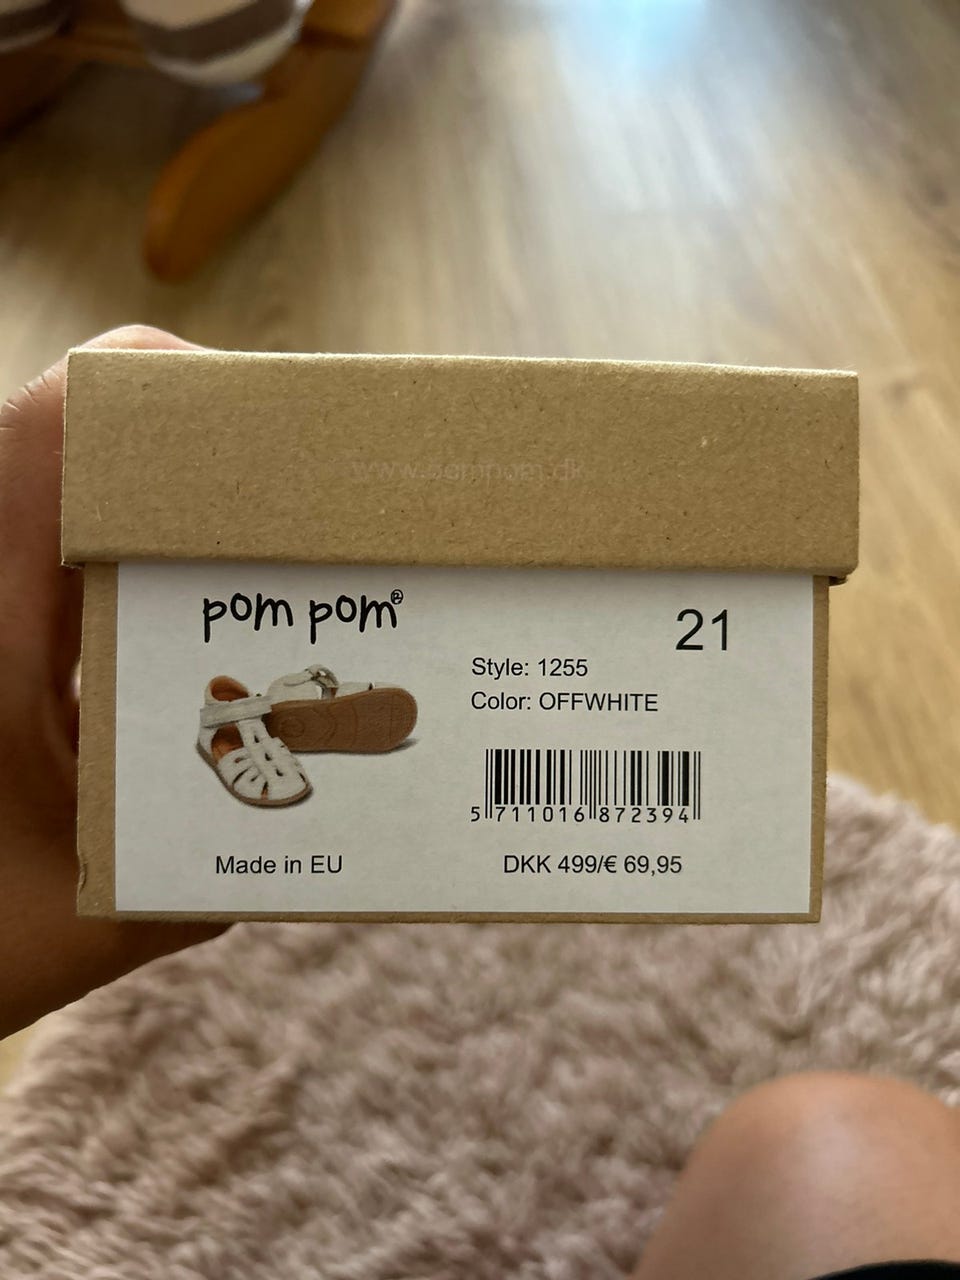 www.pompom.dk
pom pom®
21
Style: 1255
Color: OFFWHITE
5 711016 872394
Made in EU
DKK 499/€ 69,95